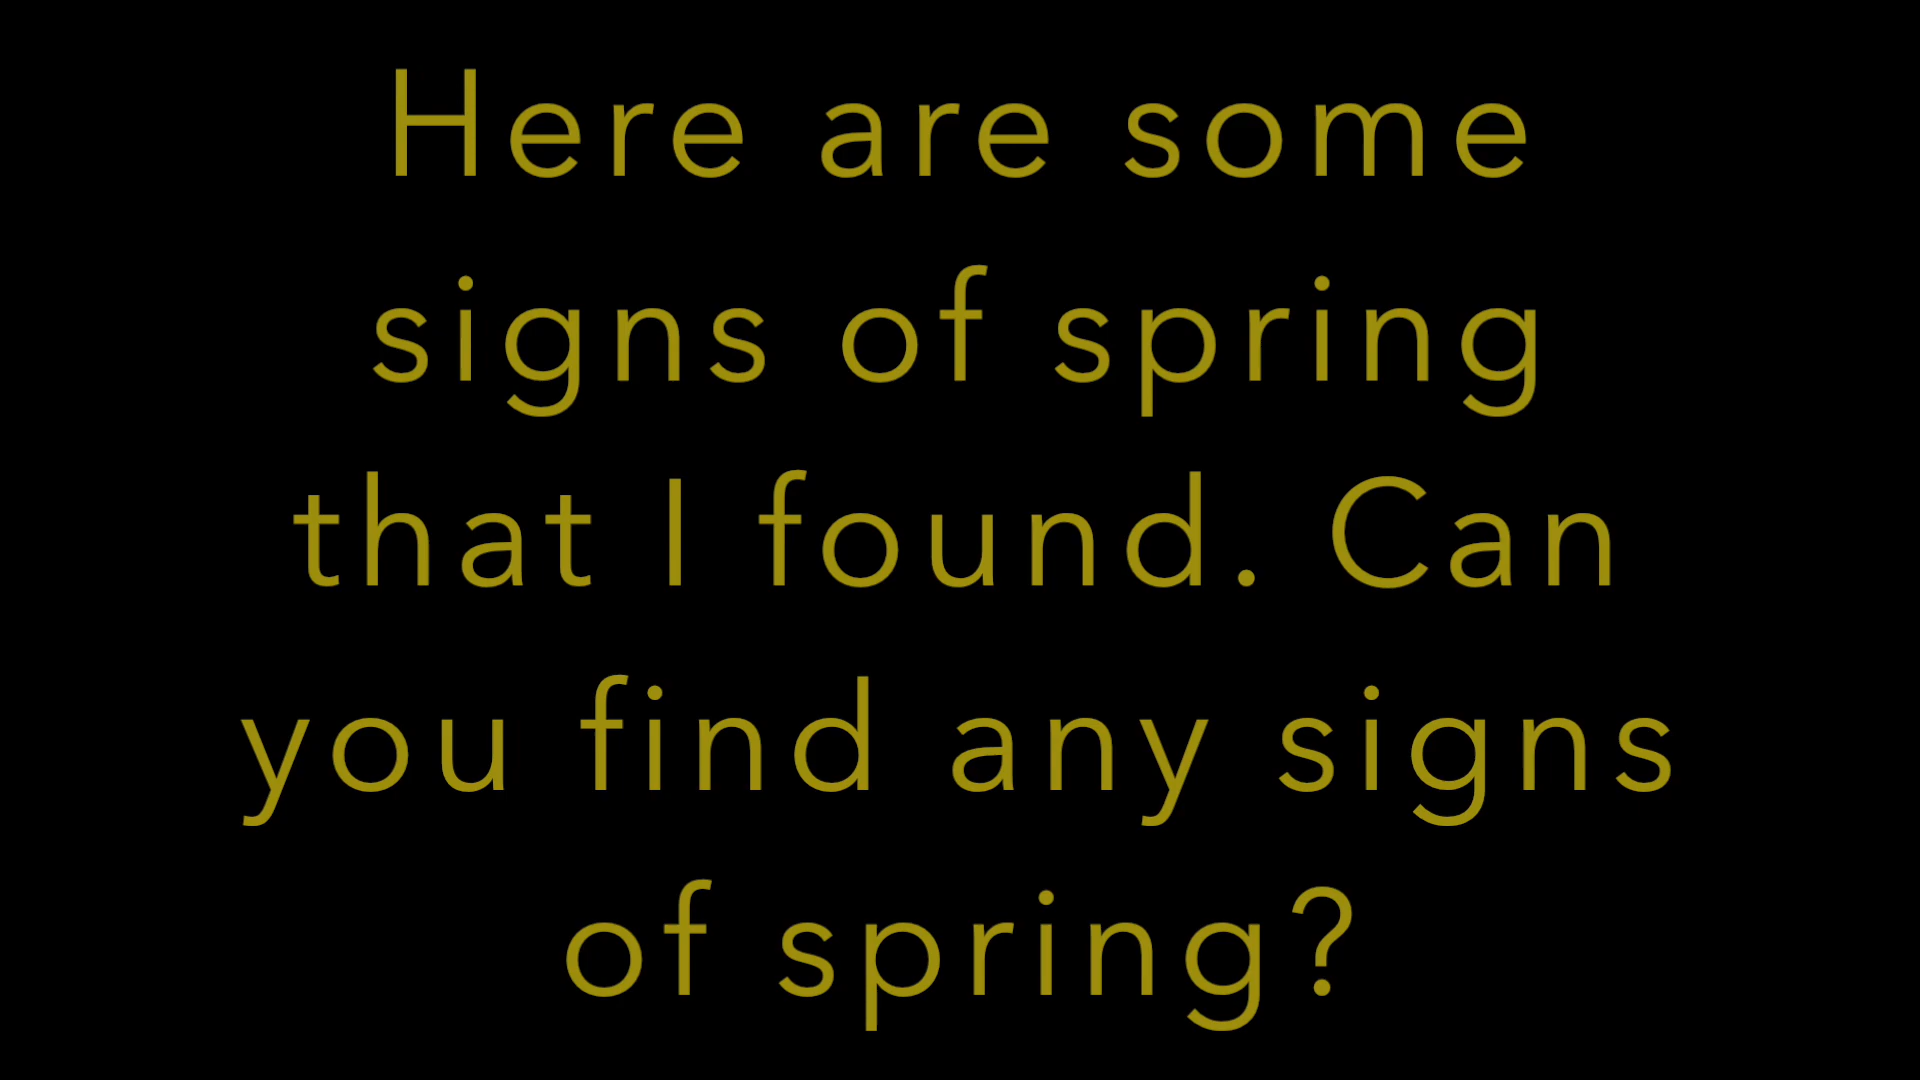 Here are some
signs of spring
that I found. Can
you find any signs
of spring?